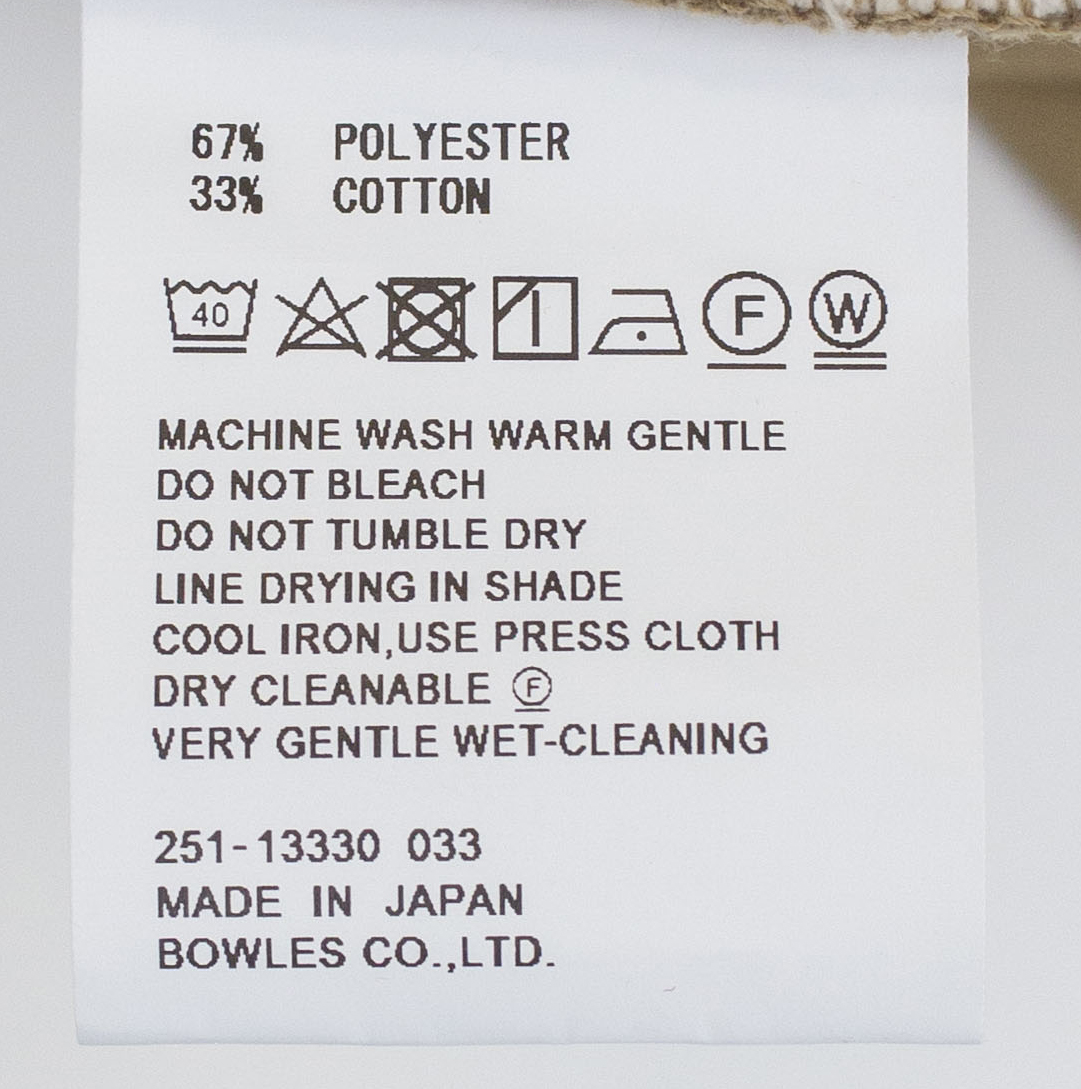 67% POLYESTER
33% COTTON
40 F W
MACHINE WASH WARM GENTLE
DO NOT BLEACH
DO NOT TUMBLE DRY
LINE DRYING IN SHADE
COOL IRON,USE PRESS CLOTH
DRY CLEANABLE Ⓕ
VERY GENTLE WET-CLEANING
251-13330 033
MADE IN JAPAN
BOWLES CO.,LTD.